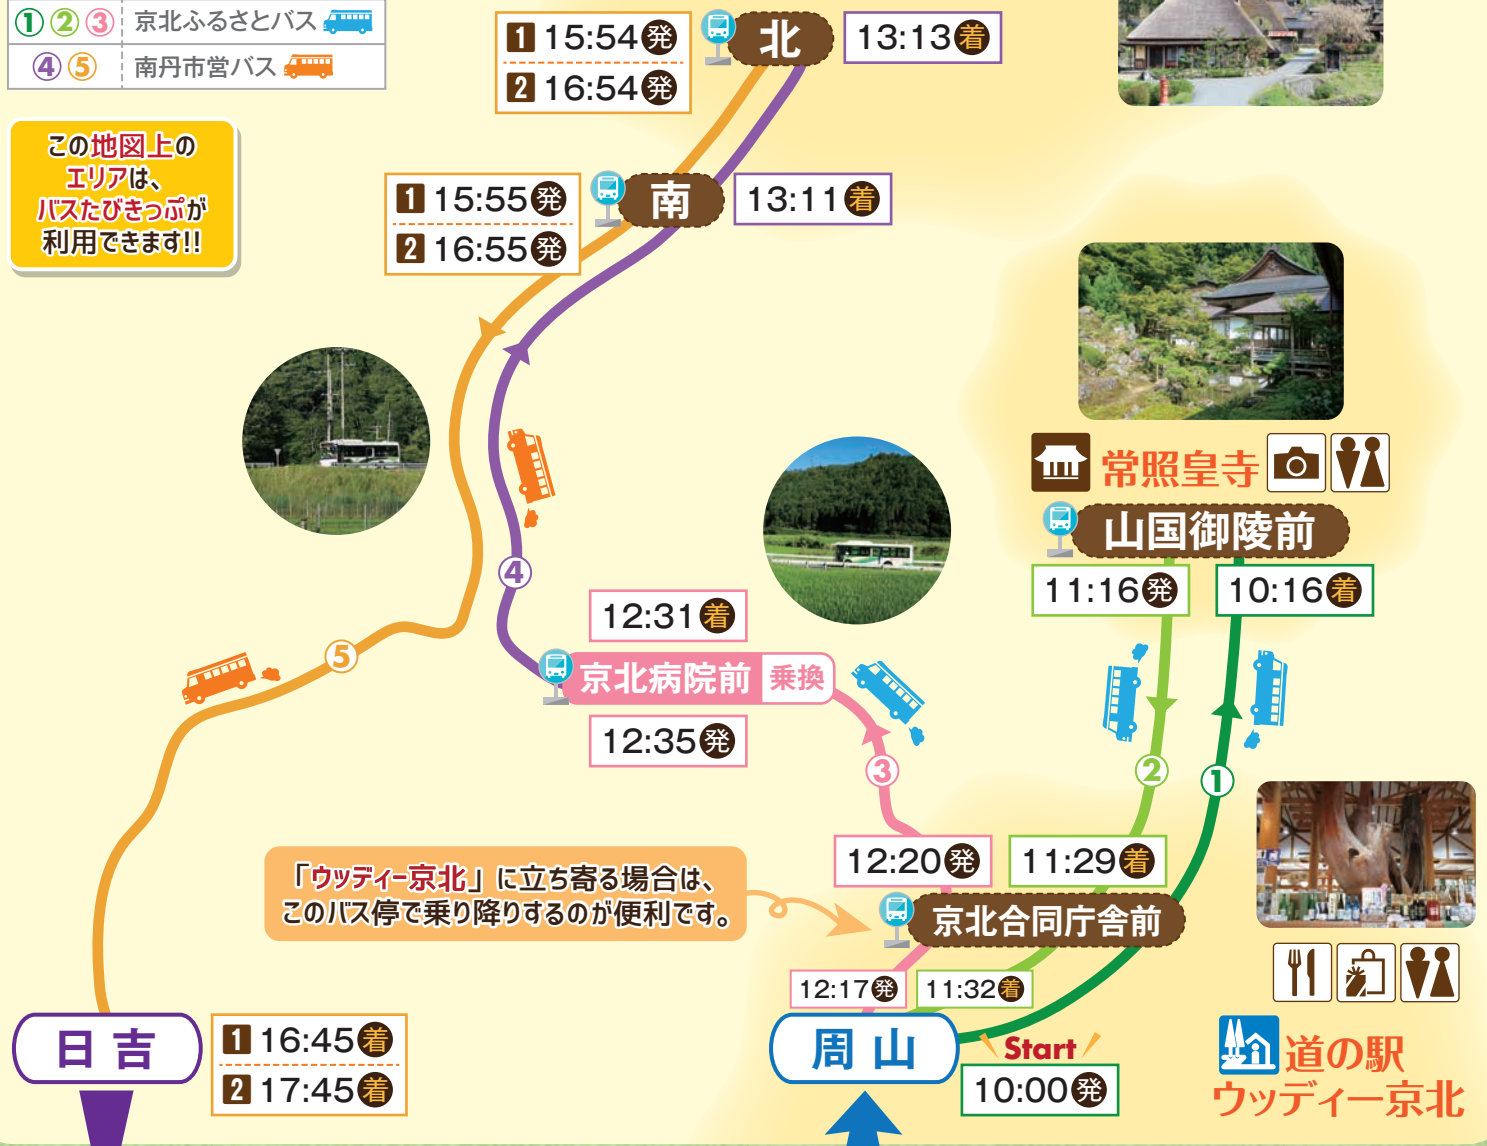 ①②③ 京北ふるさとバス
④⑤ 南丹市営バス
この地図上の
エリアは、
バスたびきっぷが
利用できます!!
1 15:54発
2 16:54発
北
13:13着
1 15:55発
2 16:55発
南
13:11着
常照皇寺
山国御陵前
11:16発
10:16着
④
12:31着
京北病院前 乗換
12:35発
⑤
③
②
①
12:20発
11:29着
「ウッディー京北」に立ち寄る場合は、
このバス停で乗り降りするのが便利です。
京北合同庁舎前
12:17発
11:32着
日吉
1 16:45着
2 17:45着
周山
Start
10:00発
道の駅
ウッディー京北